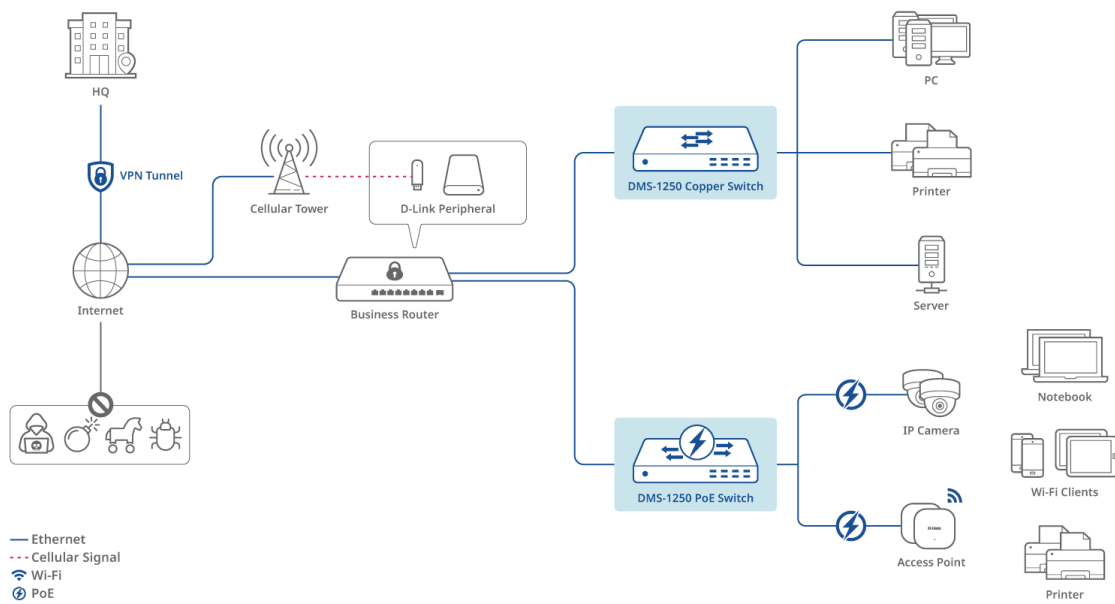 HQ
VPN Tunnel
Internet
Cellular Tower
D-Link Peripheral
Business Router
DMS-1250 Copper Switch
DMS-1250 PoE Switch
PC
Printer
Server
IP Camera
Access Point
D-Link
Notebook
Wi-Fi Clients
Printer
Ethernet
Cellular Signal
Wi-Fi
PoE